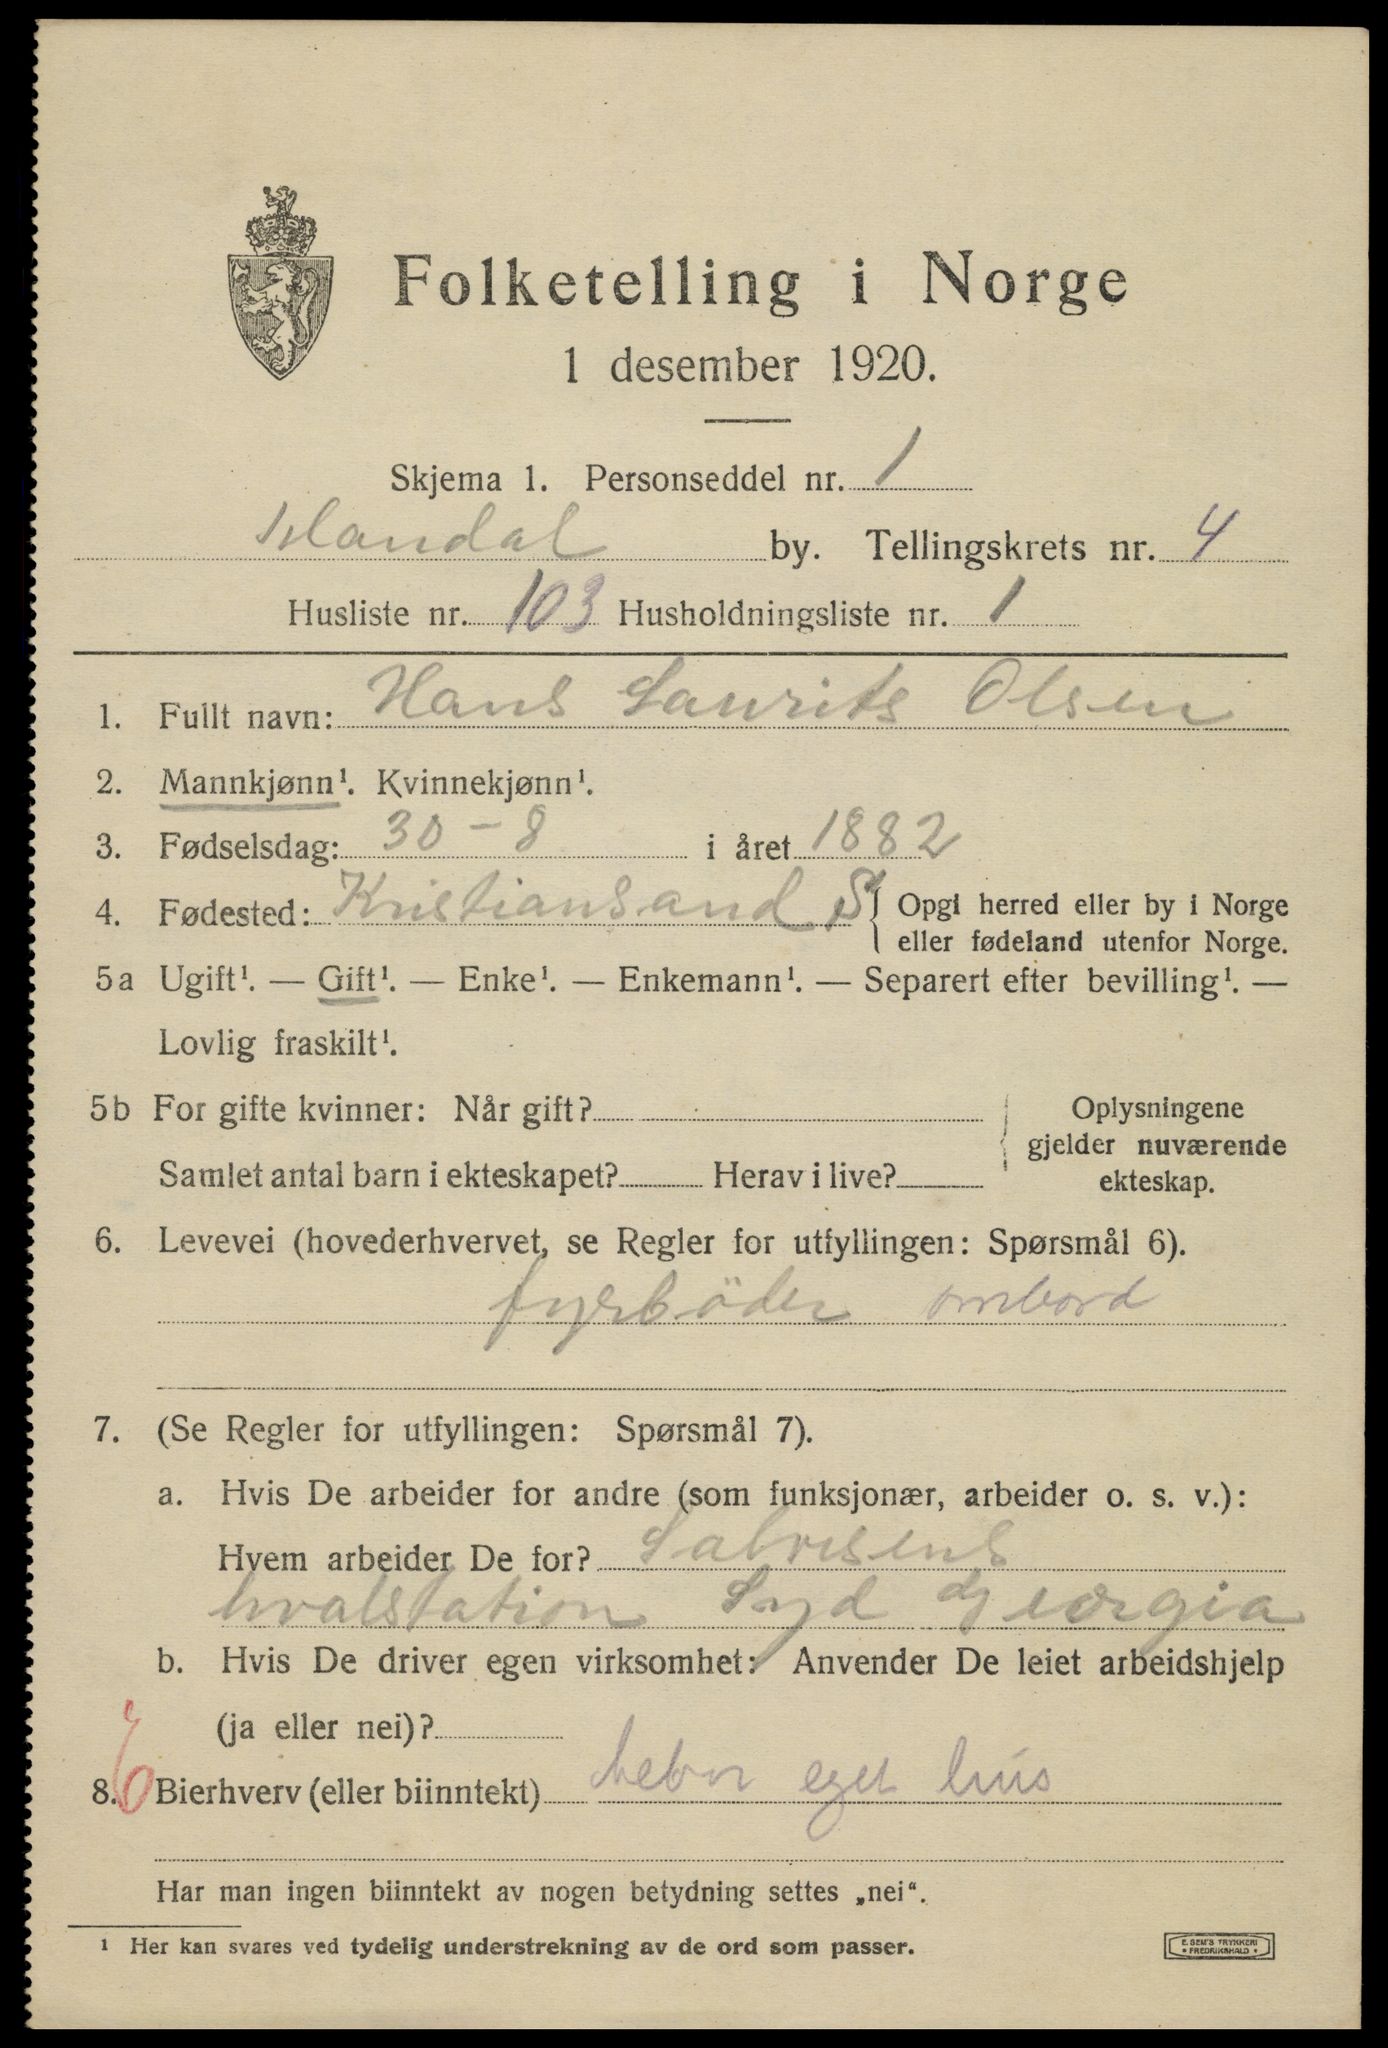 Folketelling i Norge
1 desember 1920.
Skjema 1. Personseddel nr. 1
Mandal by. Tellingskrets nr. 4
Husliste nr. 103 Husholdningsliste nr. 1
1. Fullt navn: Hans Laurits Olsen
2. Mannkjønn¹. Kvinnekjønn¹.
3. Fødselsdag: 30-8 i året 1882
4. Fødested: Kristiansand S { Opgi herred eller by i Norge
eller fødeland utenfor Norge.
5a Ugift¹. — Gift¹. — Enke¹. — Enkemann¹. — Separert efter bevilling¹. —
Lovlig fraskilt¹.
5b For gifte kvinner: Når gift? Oplysningene
gjelder nuværende
Samlet antal barn i ekteskapet? Herav i live? ekteskap.
6. Levevei (hovederhvervet, se Regler for utfyllingen: Spørsmål 6).
fyrböder ombord
7. (Se Regler for utfyllingen: Spørsmål 7).
a. Hvis De arbeider for andre (som funksjonær, arbeider o. s. v.):
Hvem arbeider De for? Salvesens
hvalstation Syd Georgia
b. Hvis De driver egen virksomhet: Anvender De leiet arbeidshjelp
(ja eller nei)?
8. Bierhverv (eller biinntekt) bebor eget hus
Har man ingen biinntekt av nogen betydning settes „nei“.
¹ Her kan svares ved tydelig understrekning av de ord som passer.
E. SEM'S TRYKKERI
FREDRIKSHALD